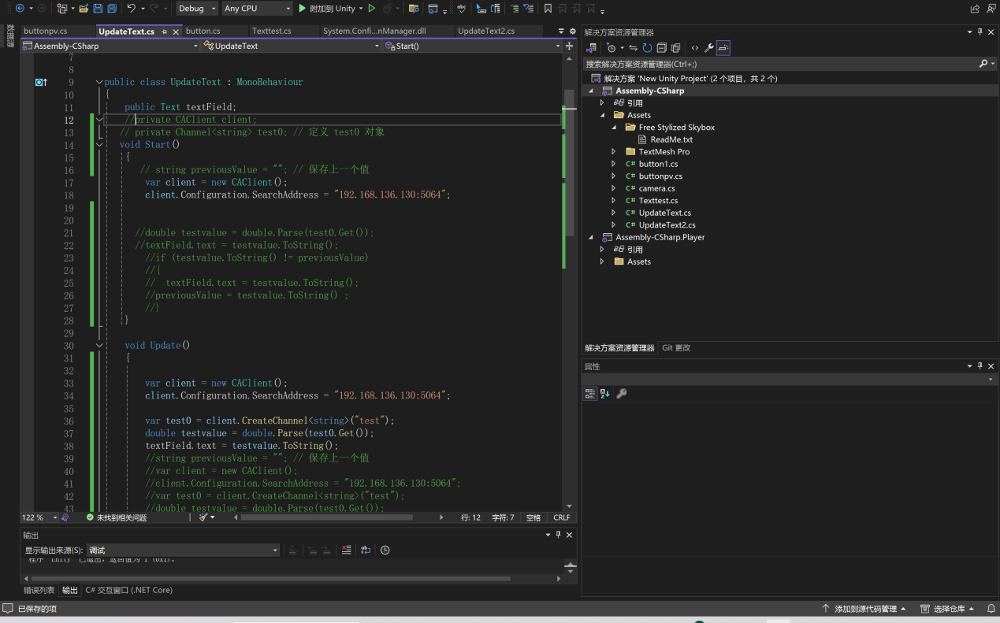 Debug Any CPU 附加到 Unity
数据源
buttonpv.cs UpdateText.cs button.cs Texttest.cs System.Confi...nManager.dll UpdateText2.cs
Assembly-CSharp UpdateText Start()
7
8
9 public class UpdateText : MonoBehaviour
10 {
11 public Text textField;
12 //private CAClient client;
13 // private Channel<string> test0; // 定义 test0 对象
14 void Start()
15 {
16 // string previousValue = ""; // 保存上一个值
17 var client = new CAClient();
18 client.Configuration.SearchAddress = "192.168.136.130:5064";
19
20
21 //double testvalue = double.Parse(test0.Get());
22 //textField.text = testvalue.ToString();
23 //if (testvalue.ToString() != previousValue)
24 //{
25 // textField.text = testvalue.ToString();
26 //previousValue = testvalue.ToString() ;
27 //}
28 }
29
30 void Update()
31 {
32
33 var client = new CAClient();
34 client.Configuration.SearchAddress = "192.168.136.130:5064";
35
36 var test0 = client.CreateChannel<string>("test");
37 double testvalue = double.Parse(test0.Get());
38 textField.text = testvalue.ToString();
39 //string previousValue = ""; // 保存上一个值
40 //var client = new CAClient();
41 //client.Configuration.SearchAddress = "192.168.136.130:5064";
42 //var test0 = client.CreateChannel<string>("test");
43 //double testvalue = double.Parse(test0.Get());
122 % 未找到相关问题 行: 12 字符: 7 空格 CRLF
输出
显示输出来源(S): 调试
程序“Unity”已退出，返回值为 1 (0x1)。
错误列表 输出 C# 交互窗口 (.NET Core)
解决方案资源管理器
搜索解决方案资源管理器(Ctrl+;)
解决方案 'New Unity Project' (2 个项目，共 2 个)
Assembly-CSharp
引用
Assets
Free Stylized Skybox
ReadMe.txt
TextMesh Pro
C# button1.cs
C# buttonpv.cs
C# camera.cs
C# Texttest.cs
C# UpdateText.cs
C# UpdateText2.cs
Assembly-CSharp.Player
引用
Assets
解决方案资源管理器 Git 更改
属性
已保存的项 添加到源代码管理 选择仓库